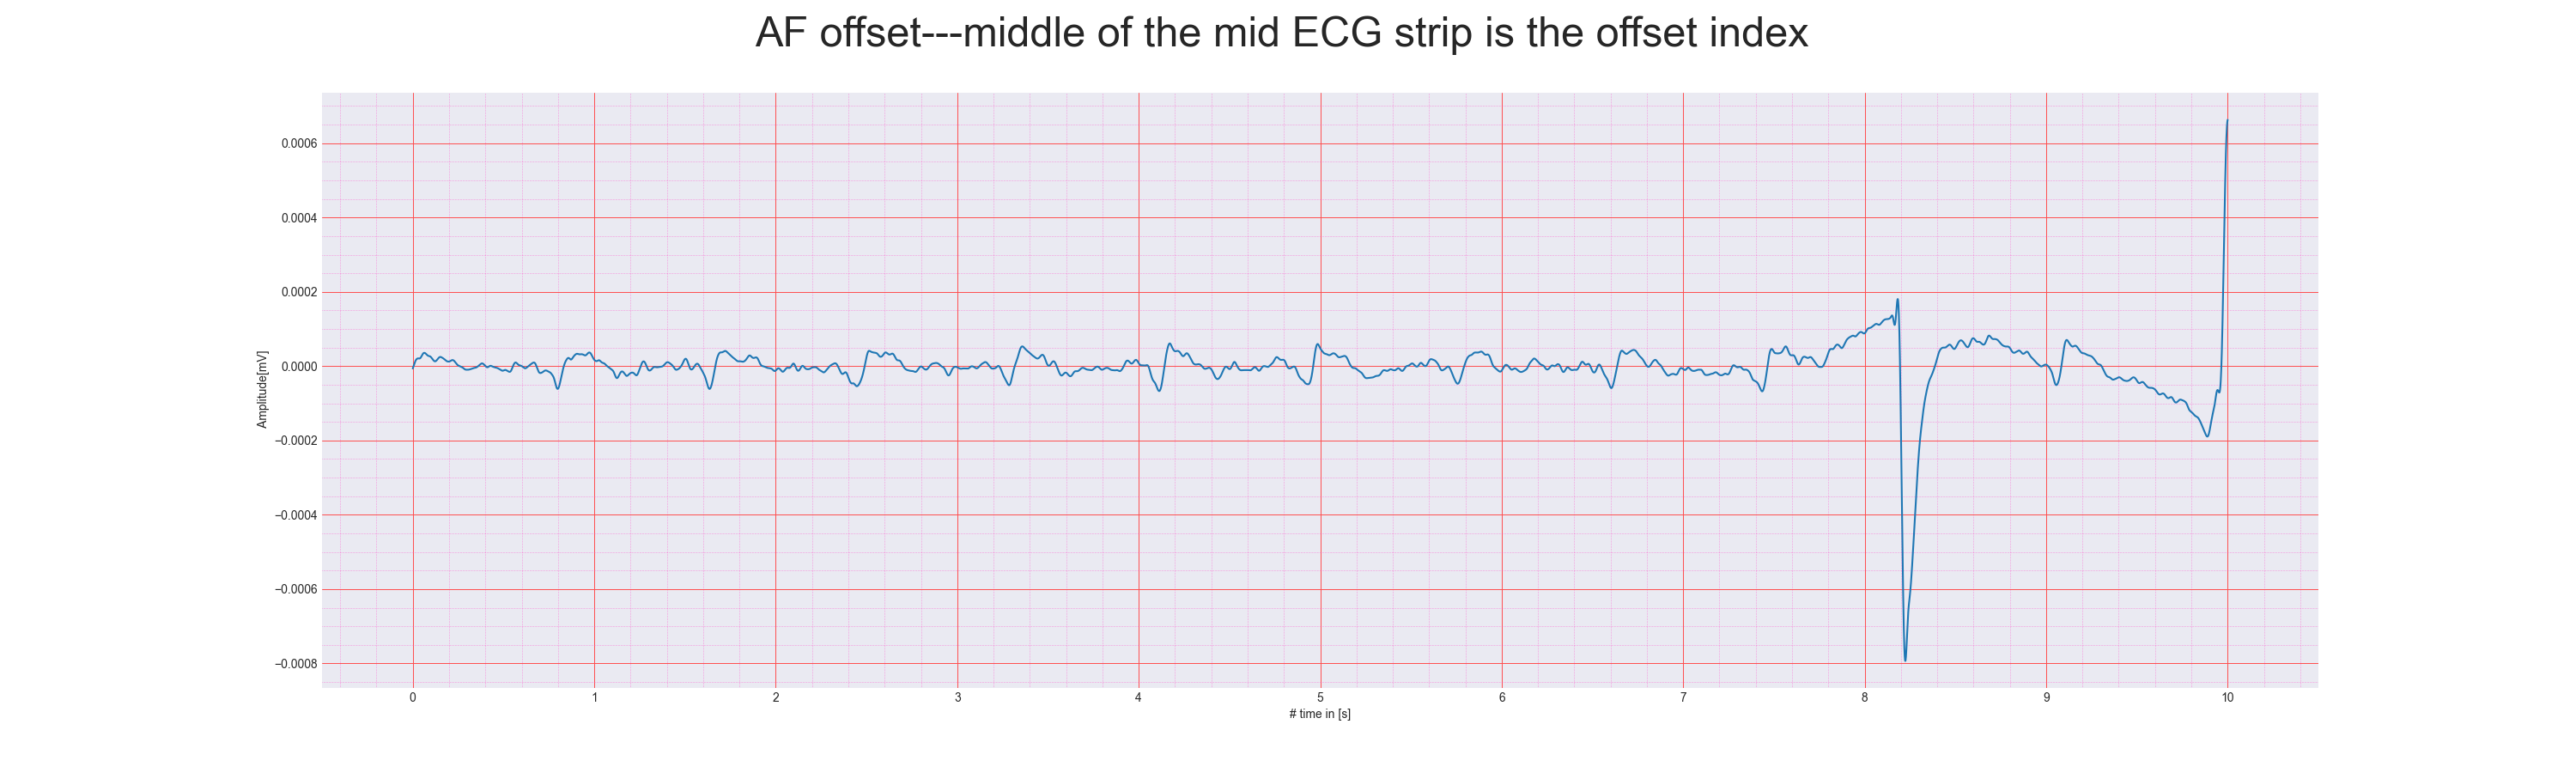 AF offset---middle of the mid ECG strip is the offset index
0.0006
0.0004
0.0002
0.0000
−0.0002
−0.0004
−0.0006
−0.0008
Amplitude[mV]
0 1 2 3 4 5 6 7 8 9 10
# time in [s]